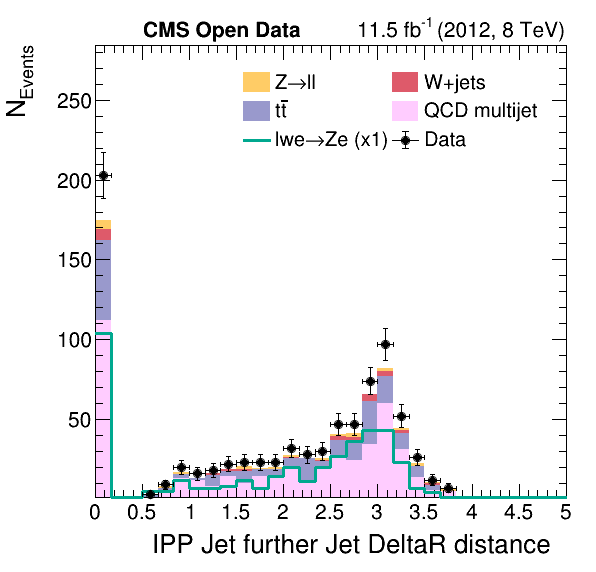 CMS Open Data 11.5 fb⁻¹ (2012, 8 TeV)
N_Events
Z→ll W+jets
tt̄ QCD multijet
lwe→Ze (x1) Data
250
200
150
100
50
0 0.5 1 1.5 2 2.5 3 3.5 4 4.5 5
IPP Jet further Jet DeltaR distance